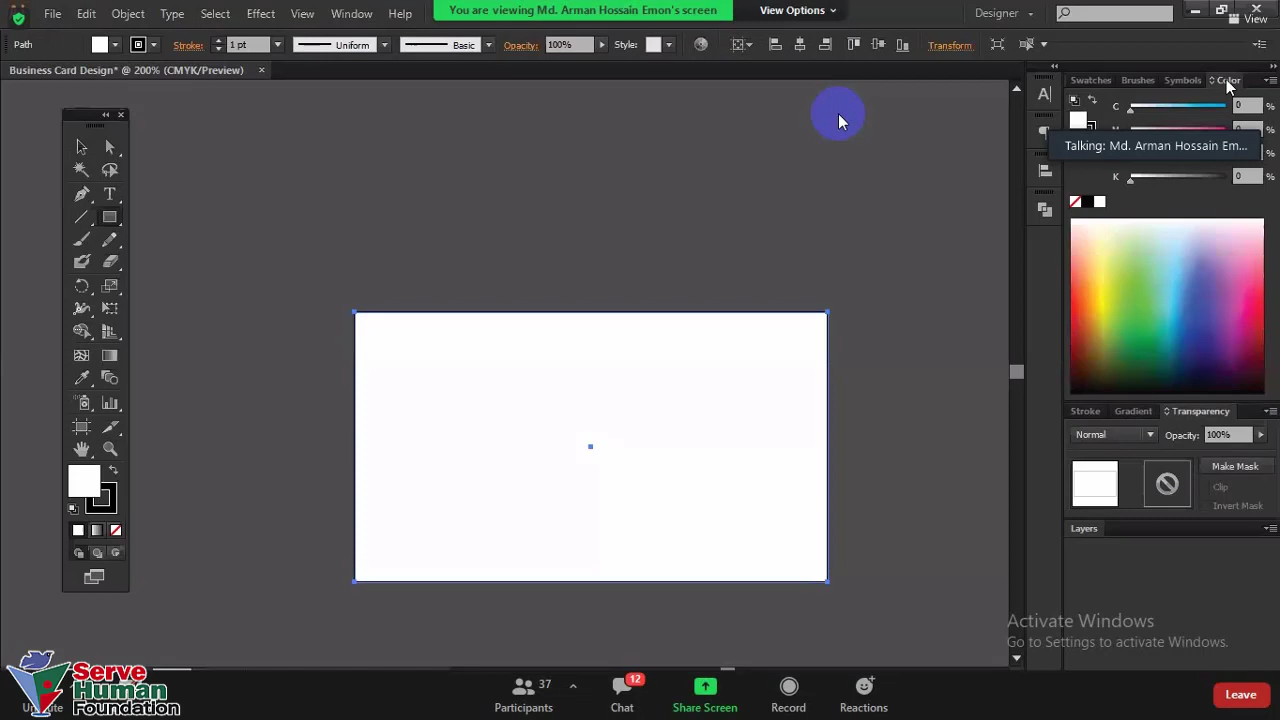 File Edit Object Type Select Effect View Window Help
You are viewing Md. Arman Hossain Emon's screen View Options
Designer
View
Path
Stroke: 1 pt Uniform Basic Opacity: 100% Style: Transform
Business Card Design* @ 200% (CMYK/Preview)
Swatches Brushes Symbols Color
C 0 %
Talking: Md. Arman Hossain Em...
K 0 %
Stroke Gradient Transparency
Normal Opacity: 100%
Make Mask
Clip
Invert Mask
Layers
Activate Windows
Go to Settings to activate Windows.
Serve
Human
Foundation
37
12
Participants Chat Share Screen Record Reactions
Leave